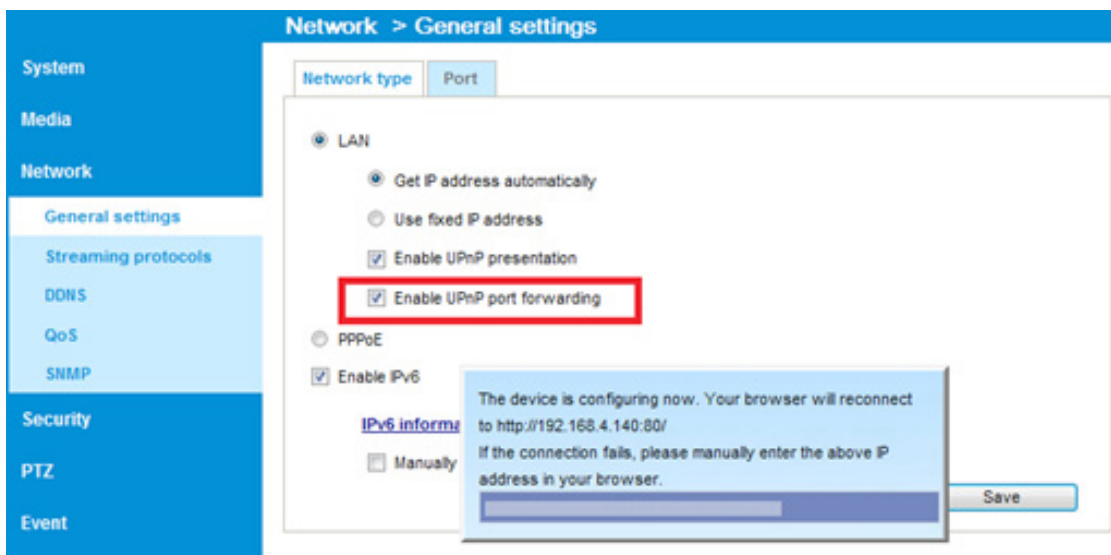 Network > General settings
System
Media
Network
General settings
Streaming protocols
DDNS
QoS
SNMP
Security
PTZ
Event
Network type
Port
LAN
Get IP address automatically
Use fixed IP address
Enable UPnP presentation
Enable UPnP port forwarding
PPPoE
Enable IPv6
IPv6 informa
Manually
The device is configuring now. Your browser will reconnect
to http://192.168.4.140:80/
If the connection fails, please manually enter the above IP
address in your browser.
Save